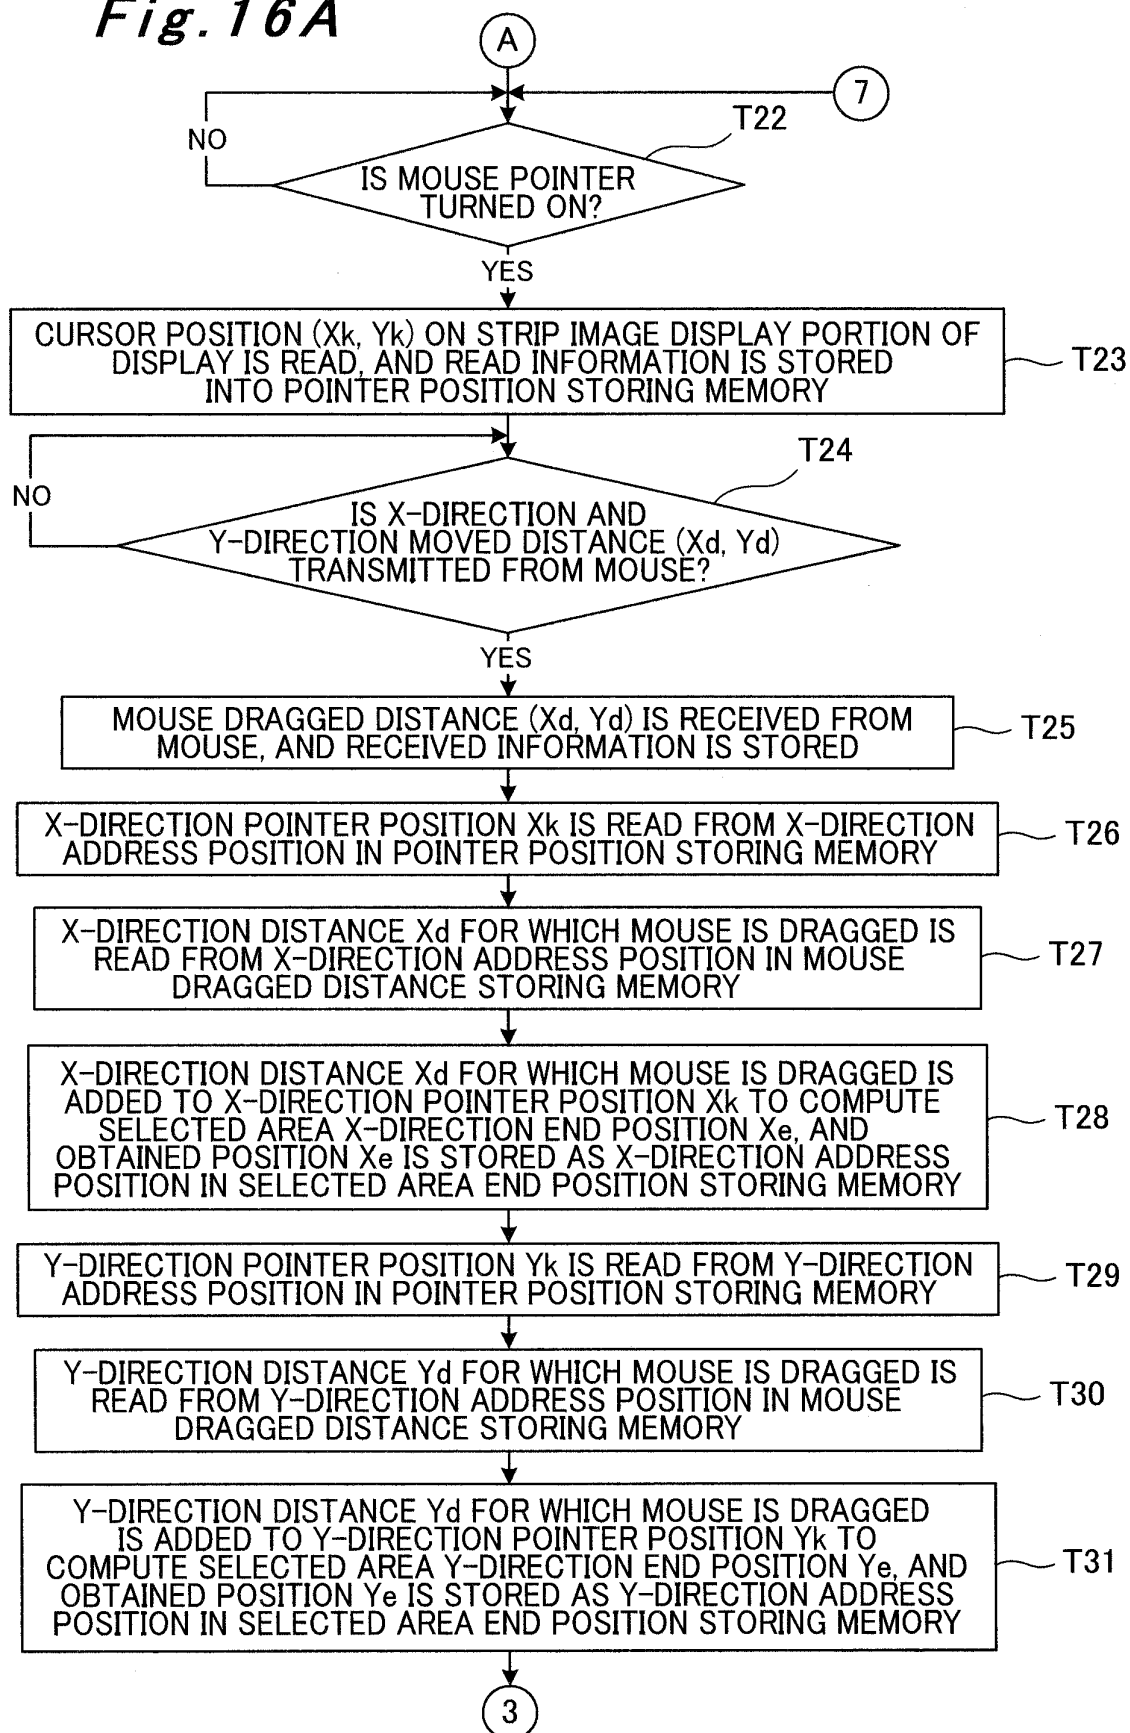 Fig. 16A
A
7
T22
NO
IS MOUSE POINTER
TURNED ON?
YES
CURSOR POSITION (Xk, Yk) ON STRIP IMAGE DISPLAY PORTION OF
DISPLAY IS READ, AND READ INFORMATION IS STORED
INTO POINTER POSITION STORING MEMORY
T23
T24
NO
IS X-DIRECTION AND
Y-DIRECTION MOVED DISTANCE (Xd, Yd)
TRANSMITTED FROM MOUSE?
YES
MOUSE DRAGGED DISTANCE (Xd, Yd) IS RECEIVED FROM
MOUSE, AND RECEIVED INFORMATION IS STORED
T25
X-DIRECTION POINTER POSITION Xk IS READ FROM X-DIRECTION
ADDRESS POSITION IN POINTER POSITION STORING MEMORY
T26
X-DIRECTION DISTANCE Xd FOR WHICH MOUSE IS DRAGGED IS
READ FROM X-DIRECTION ADDRESS POSITION IN MOUSE
DRAGGED DISTANCE STORING MEMORY
T27
X-DIRECTION DISTANCE Xd FOR WHICH MOUSE IS DRAGGED IS
ADDED TO X-DIRECTION POINTER POSITION Xk TO COMPUTE
SELECTED AREA X-DIRECTION END POSITION Xe, AND
OBTAINED POSITION Xe IS STORED AS X-DIRECTION ADDRESS
POSITION IN SELECTED AREA END POSITION STORING MEMORY
T28
Y-DIRECTION POINTER POSITION Yk IS READ FROM Y-DIRECTION
ADDRESS POSITION IN POINTER POSITION STORING MEMORY
T29
Y-DIRECTION DISTANCE Yd FOR WHICH MOUSE IS DRAGGED IS
READ FROM Y-DIRECTION ADDRESS POSITION IN MOUSE
DRAGGED DISTANCE STORING MEMORY
T30
Y-DIRECTION DISTANCE Yd FOR WHICH MOUSE IS DRAGGED
IS ADDED TO Y-DIRECTION POINTER POSITION Yk TO
COMPUTE SELECTED AREA Y-DIRECTION END POSITION Ye, AND
OBTAINED POSITION Ye IS STORED AS Y-DIRECTION ADDRESS
POSITION IN SELECTED AREA END POSITION STORING MEMORY
T31
3